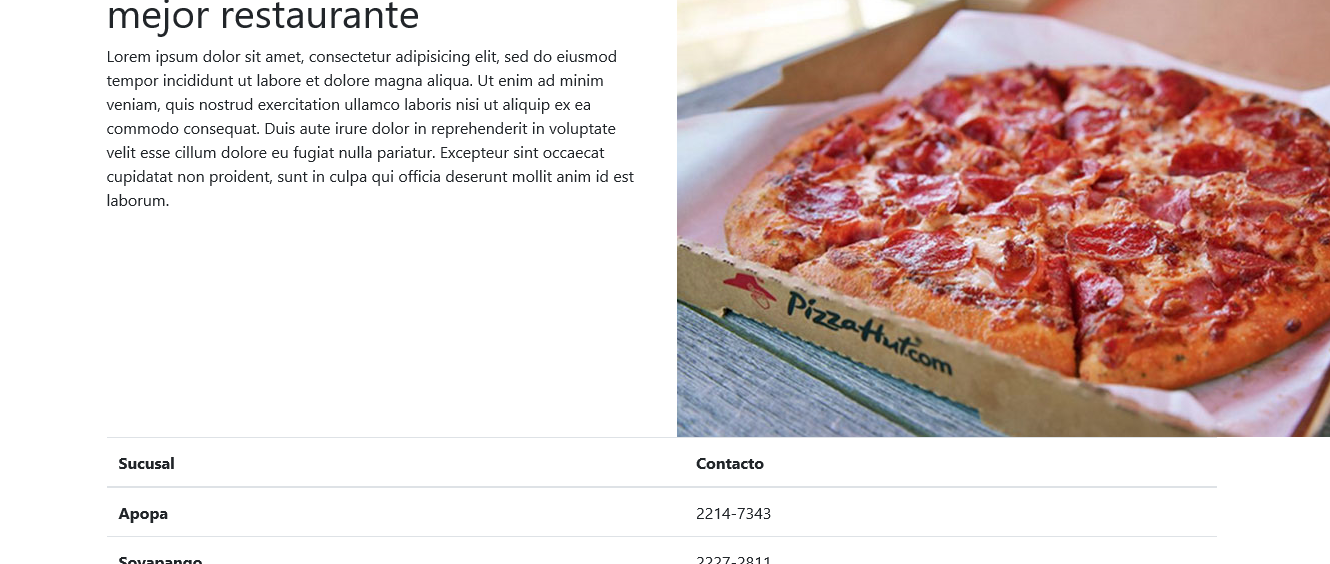 mejor restaurante
Lorem ipsum dolor sit amet, consectetur adipisicing elit, sed do eiusmod
tempor incididunt ut labore et dolore magna aliqua. Ut enim ad minim
veniam, quis nostrud exercitation ullamco laboris nisi ut aliquip ex ea
commodo consequat. Duis aute irure dolor in reprehenderit in voluptate
velit esse cillum dolore eu fugiat nulla pariatur. Excepteur sint occaecat
cupidatat non proident, sunt in culpa qui officia deserunt mollit anim id est
laborum.
PizzaHut.com
Sucusal Contacto
Apopa 2214-7343
Soyapango 2227-2811